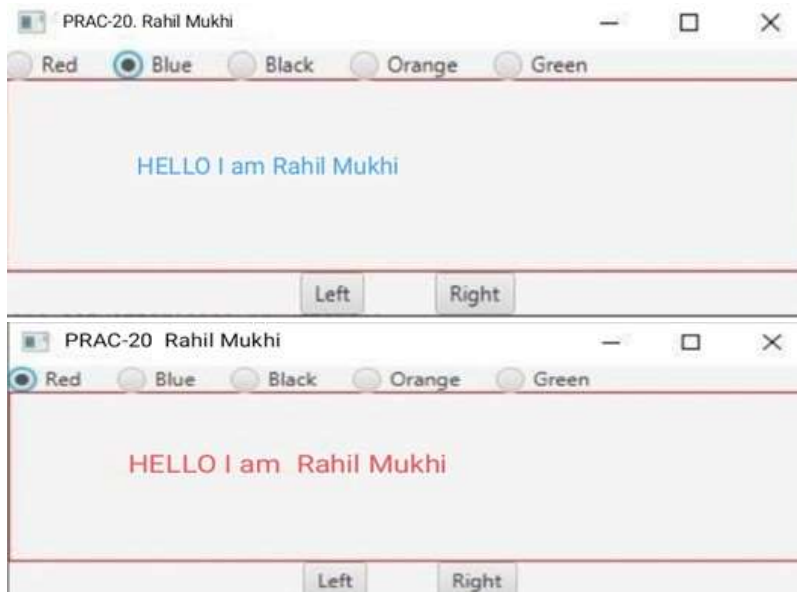 PRAC-20. Rahil Mukhi
Red Blue Black Orange Green
HELLO I am Rahil Mukhi
Left Right
PRAC-20 Rahil Mukhi
Red Blue Black Orange Green
HELLO I am Rahil Mukhi
Left Right